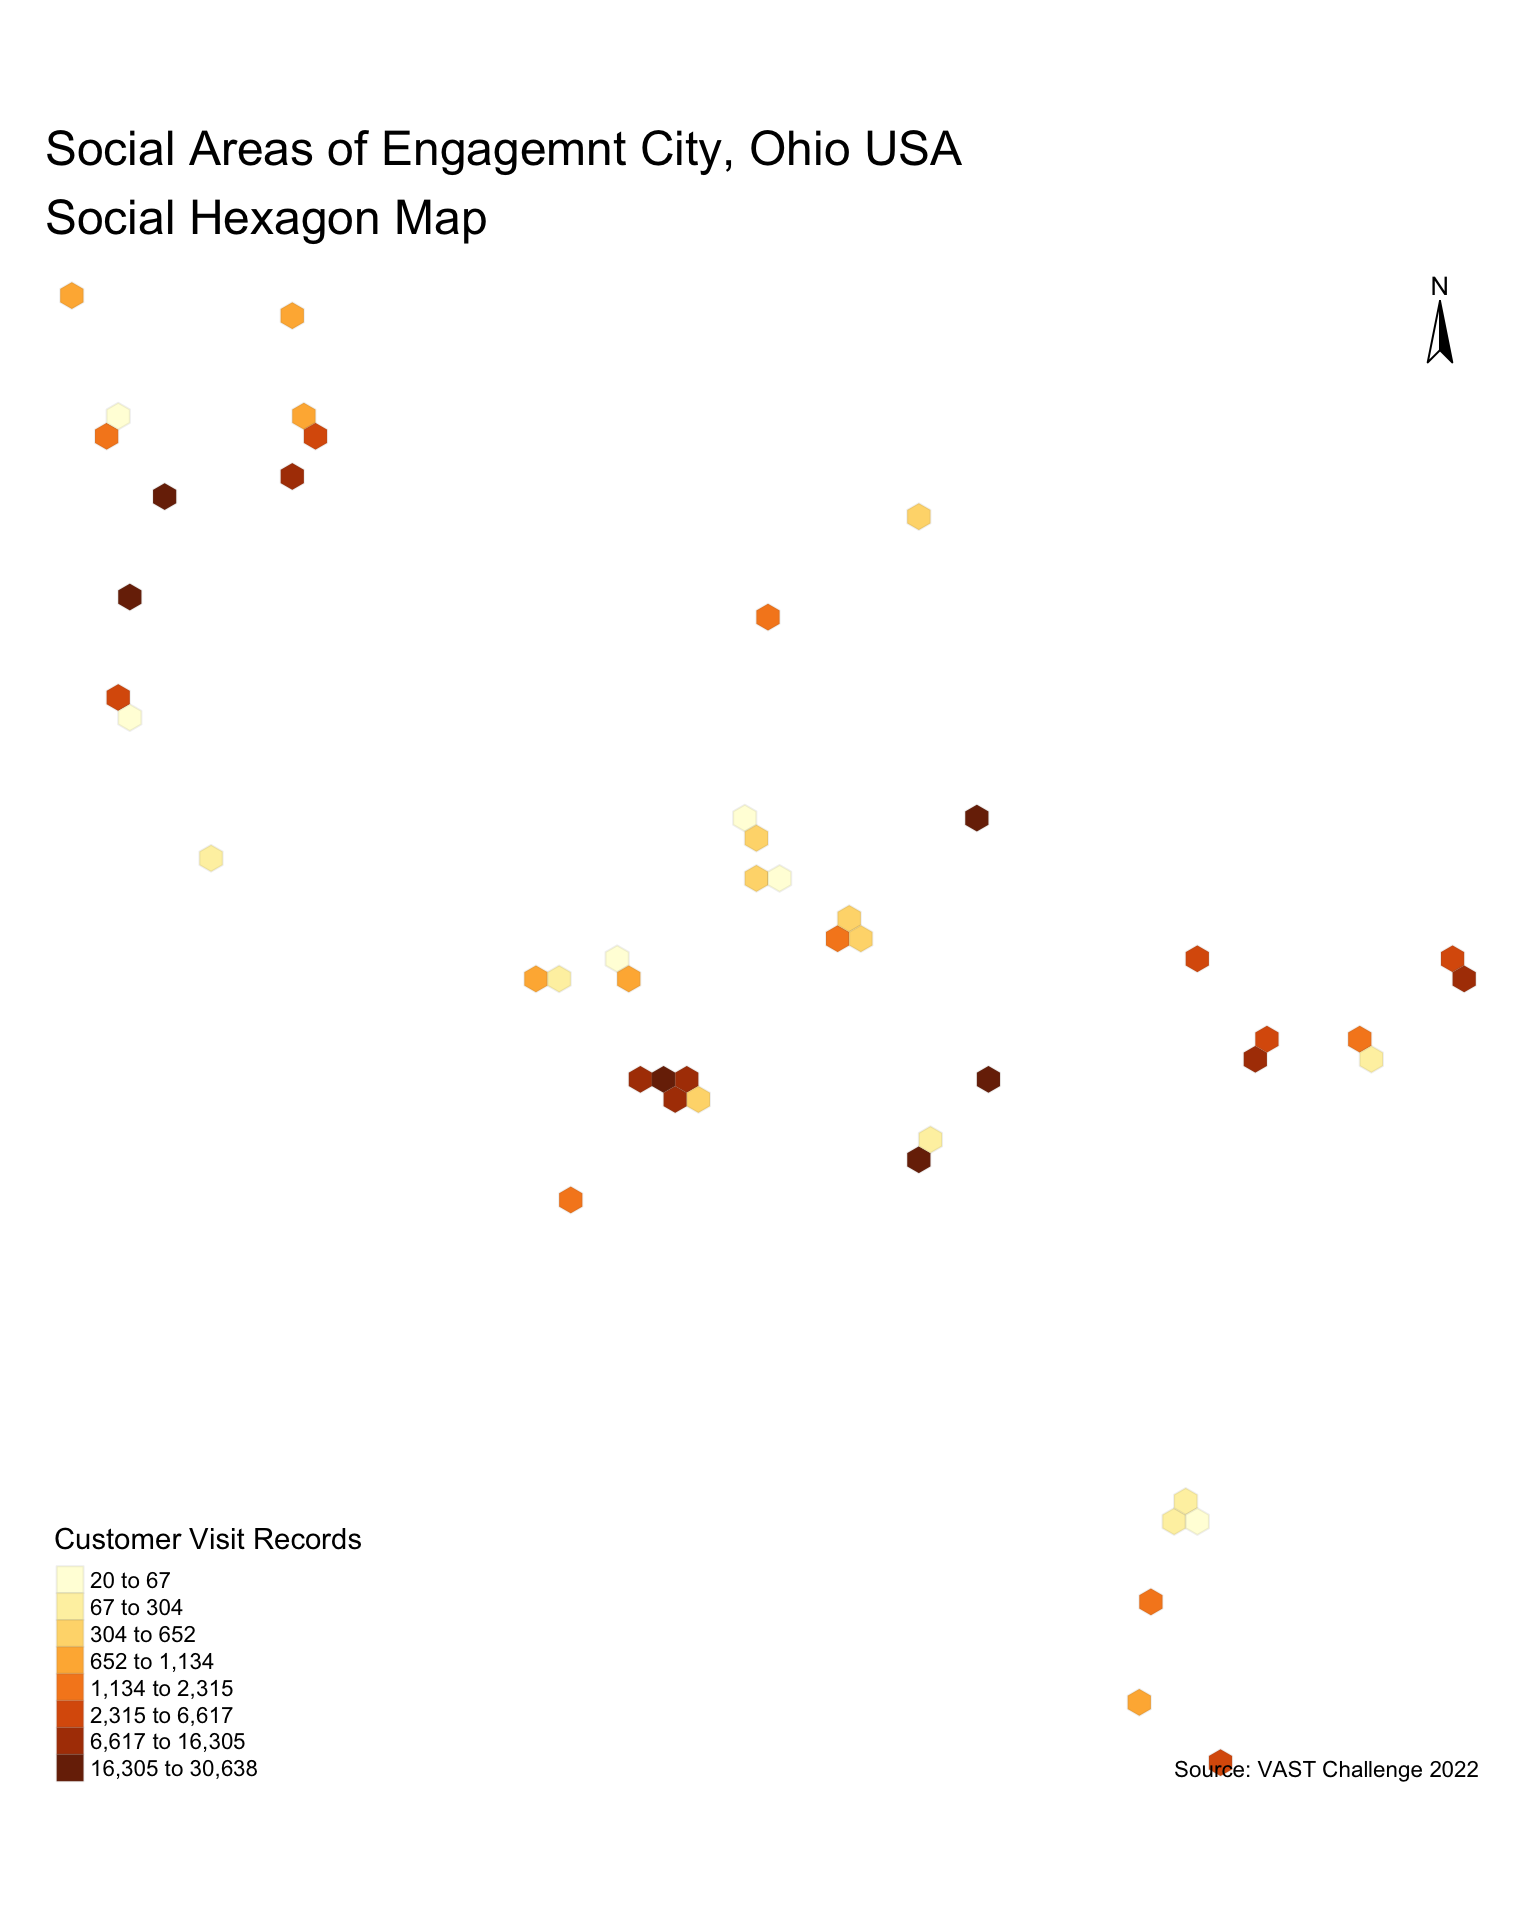 Social Areas of Engagemnt City, Ohio USA
Social Hexagon Map
N
Customer Visit Records
20 to 67
67 to 304
304 to 652
652 to 1,134
1,134 to 2,315
2,315 to 6,617
6,617 to 16,305
16,305 to 30,638
Source: VAST Challenge 2022